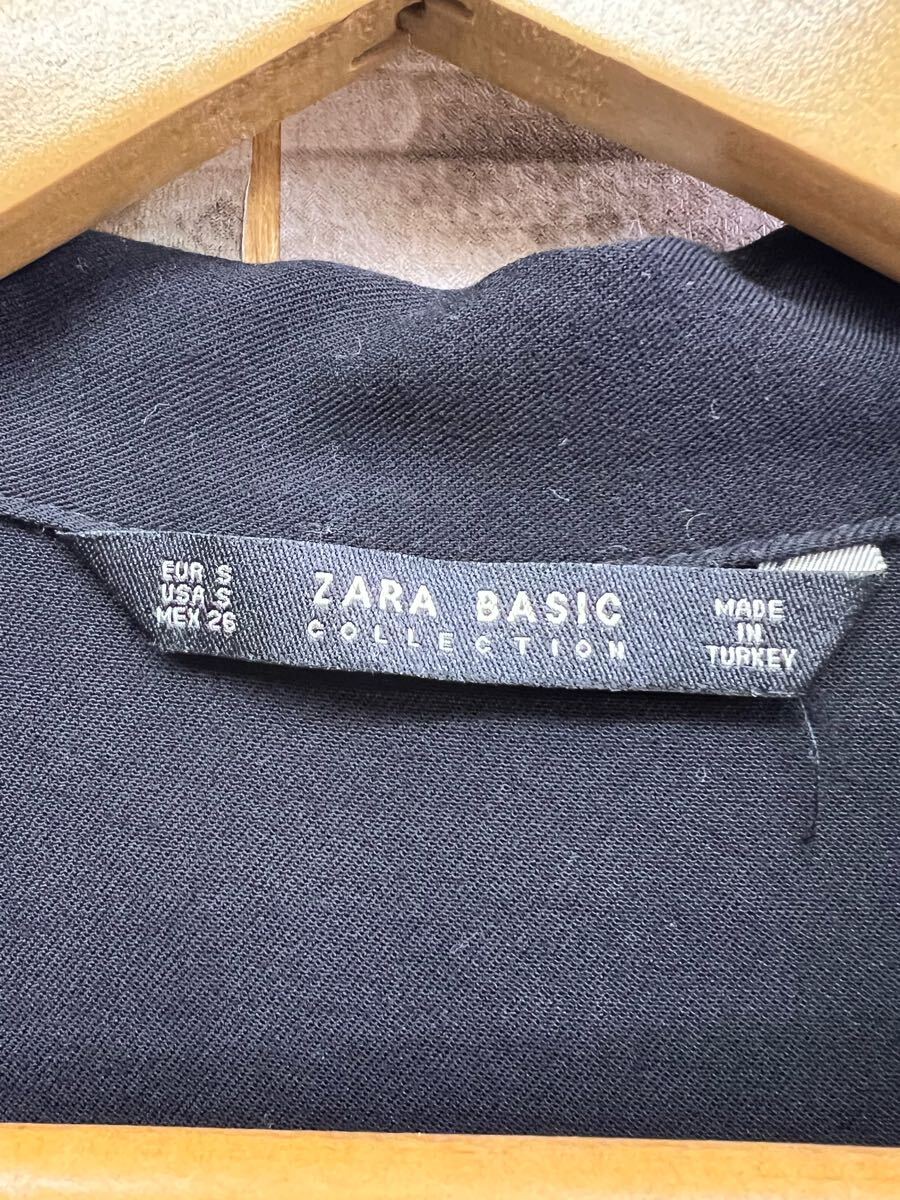 EUR S
USA S
MEX 26
ZARA BASIC
COLLECTION
MADE
IN
TURKEY